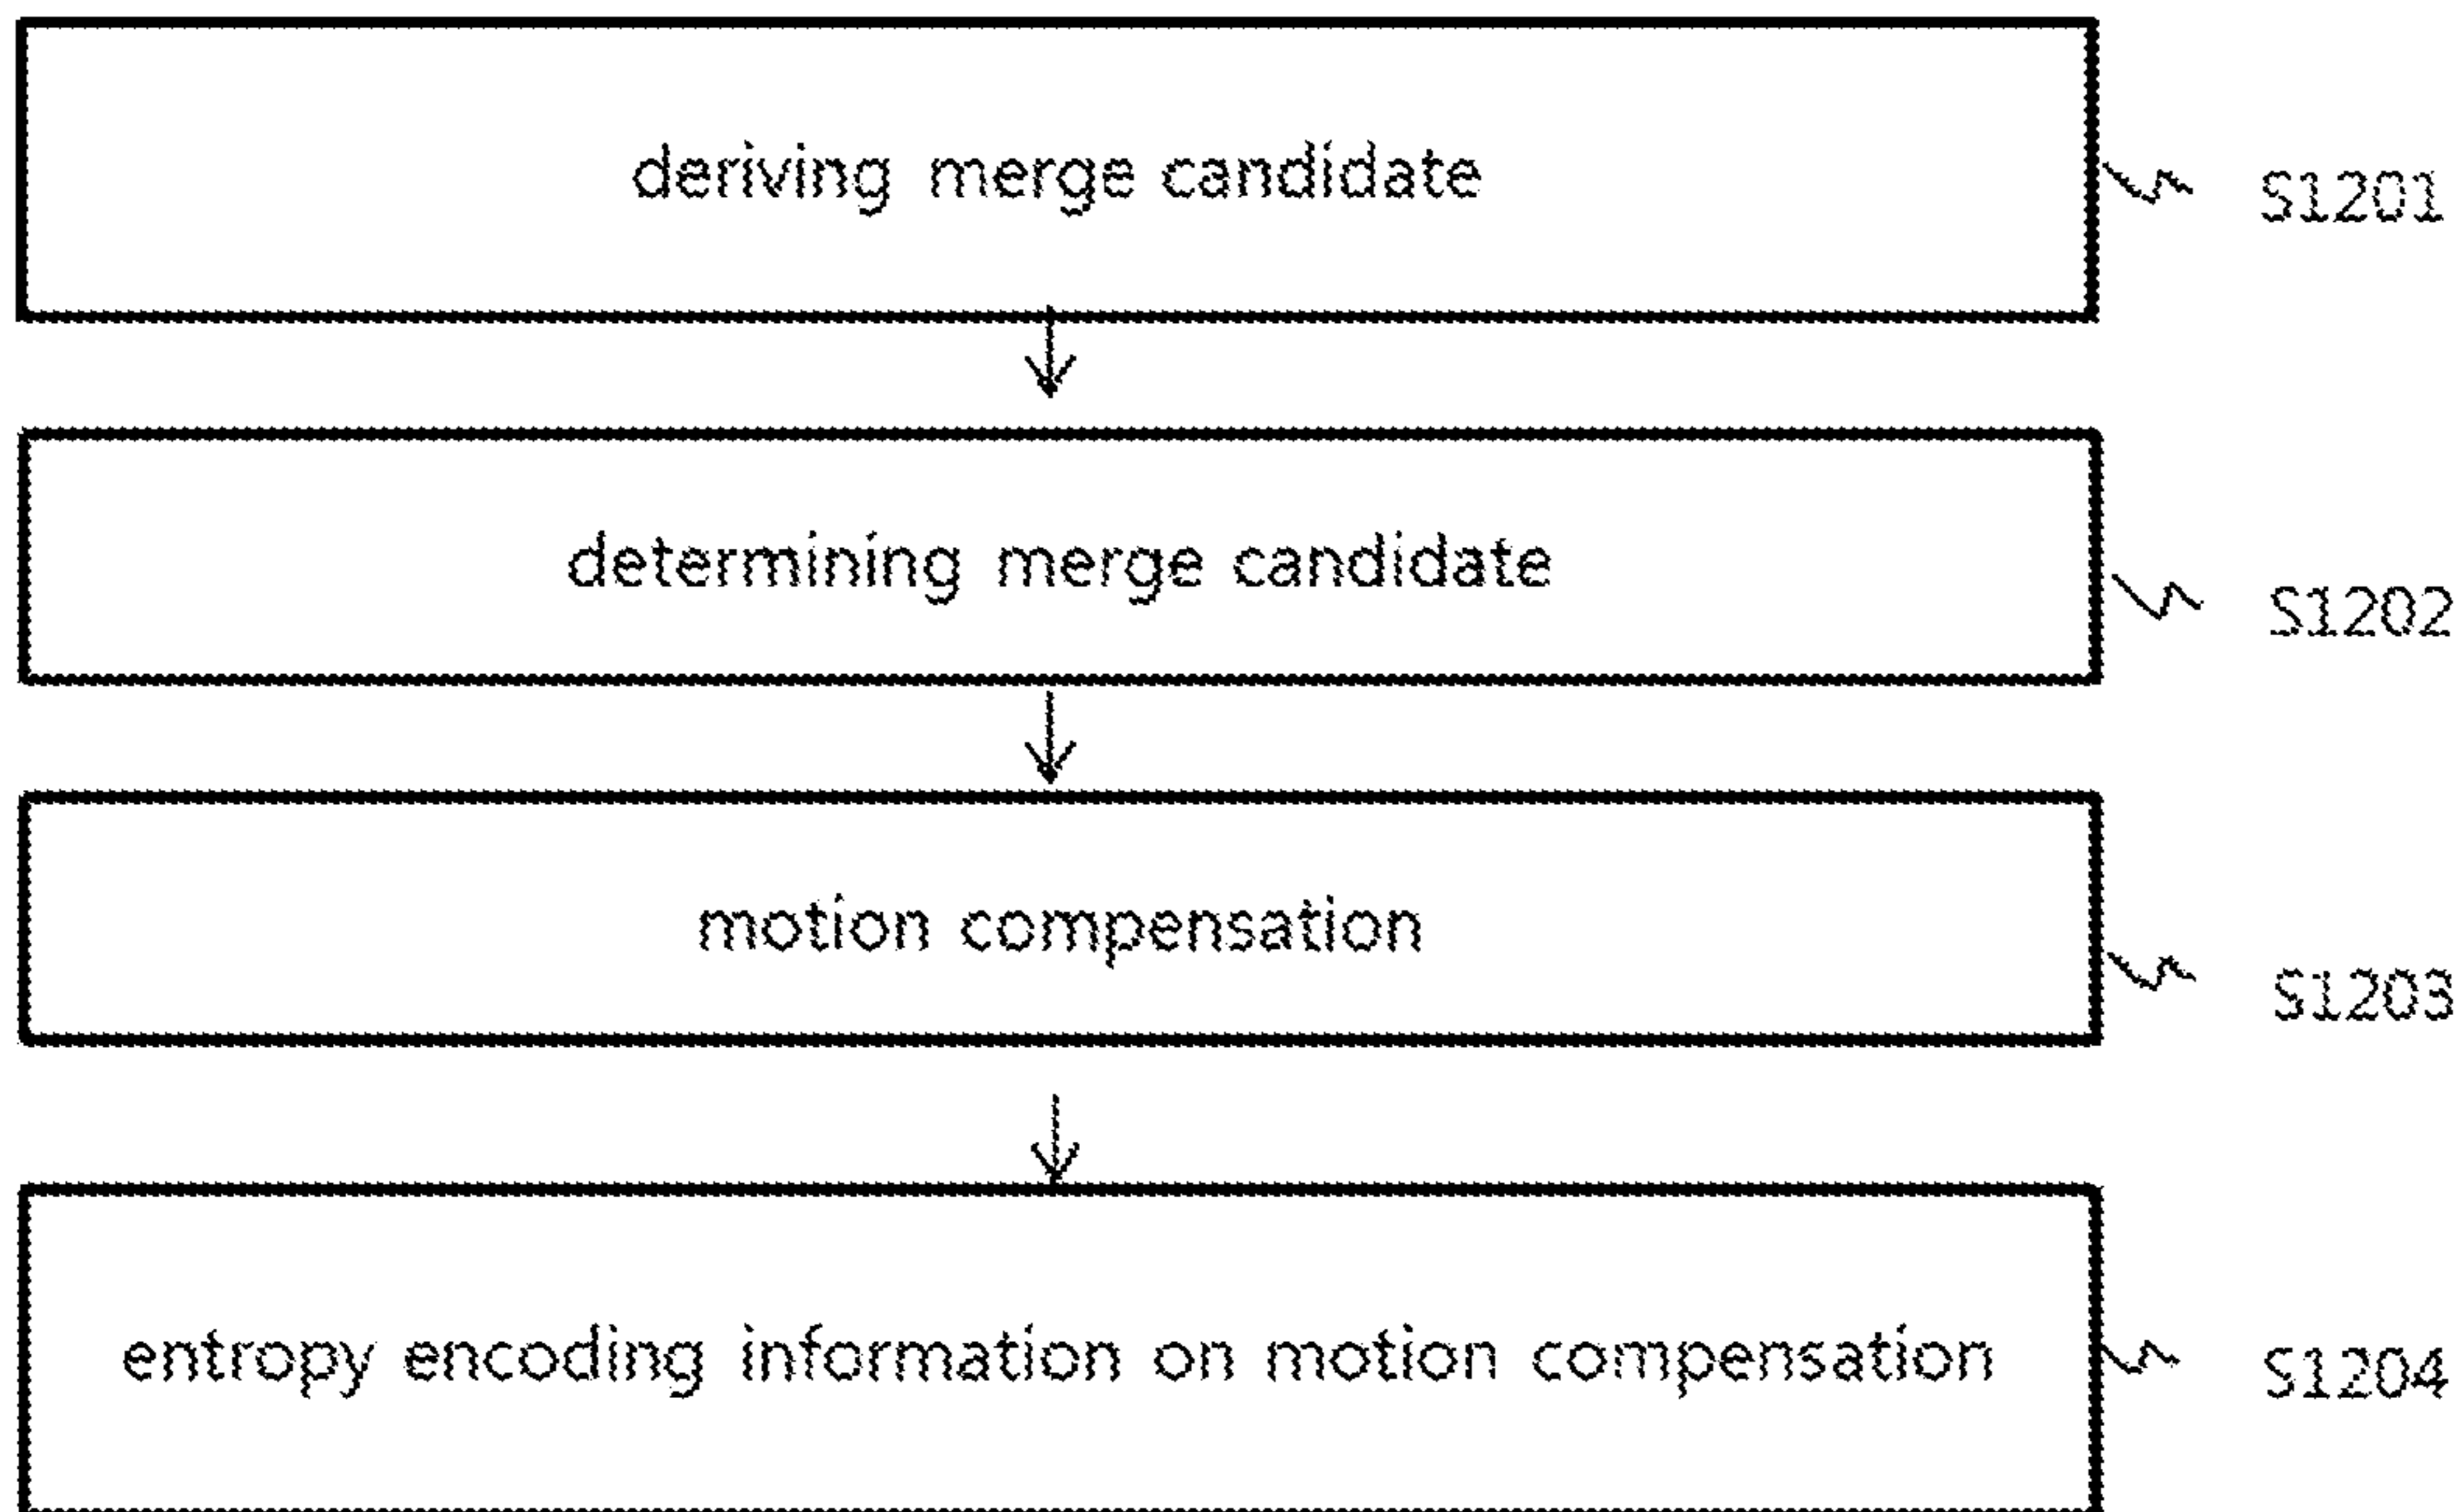 deriving merge candidate
S1201
determining merge candidate
S1202
motion compensation
S1203
entropy encoding information on motion compensation
S1204